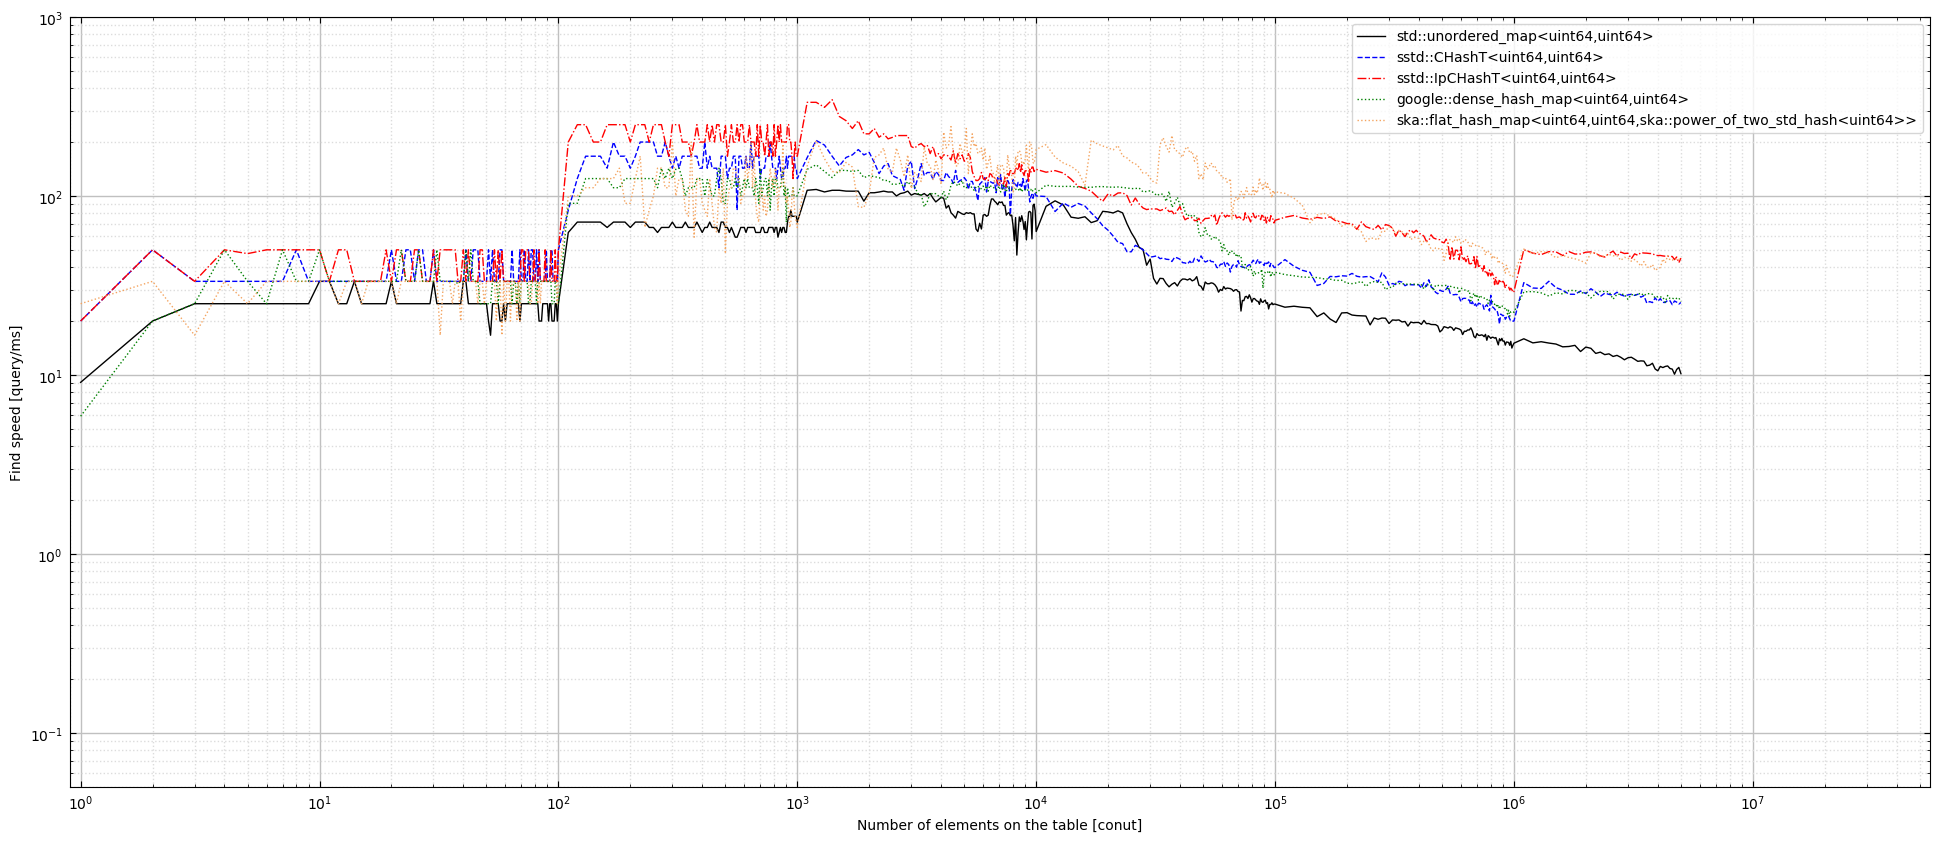 std::unordered_map<uint64,uint64>
sstd::CHashT<uint64,uint64>
sstd::IpCHashT<uint64,uint64>
google::dense_hash_map<uint64,uint64>
ska::flat_hash_map<uint64,uint64,ska::power_of_two_std_hash<uint64>>
Find speed [query/ms]
10³
10²
10¹
10⁰
10⁻¹
10⁰ 10¹ 10² 10³ 10⁴ 10⁵ 10⁶ 10⁷
Number of elements on the table [conut]